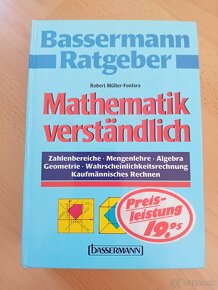 Bassermann
Ratgeber
Robert Müller-Fonfara
Mathematik
verständlich
Zahlenbereiche · Mengenlehre · Algebra
Geometrie · Wahrscheinlichkeitsrechnung
Kaufmännisches Rechnen
Preis-
leistung
19.95
BASSERMANN